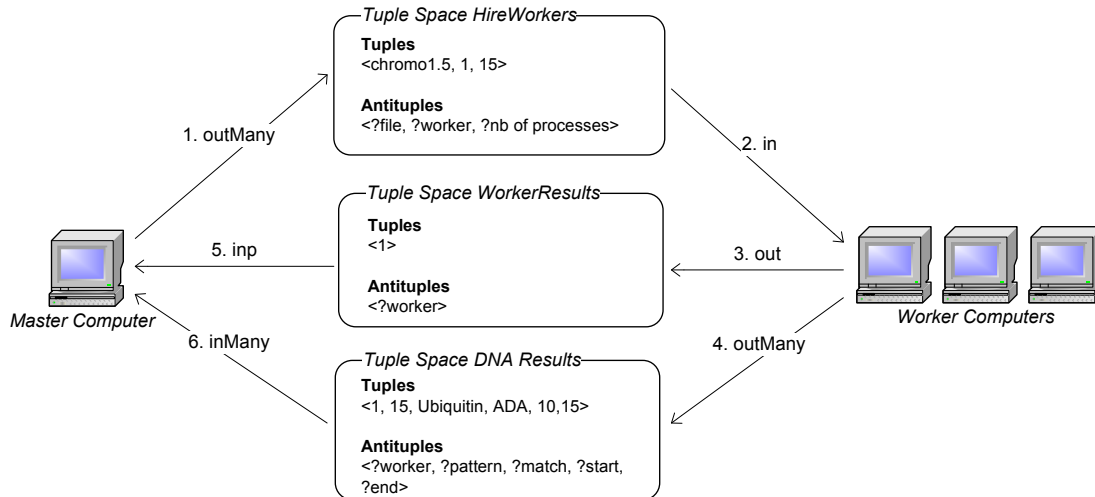 Tuple Space HireWorkers
Tuples
<chromo1.5, 1, 15>
Antituples
<?file, ?worker, ?nb of processes>
1. outMany
2. in
Tuple Space WorkerResults
Tuples
<1>
Antituples
<?worker>
5. inp
3. out
Master Computer
Worker Computers
6. inMany
4. outMany
Tuple Space DNA Results
Tuples
<1, 15, Ubiquitin, ADA, 10,15>
Antituples
<?worker, ?pattern, ?match, ?start,
?end>